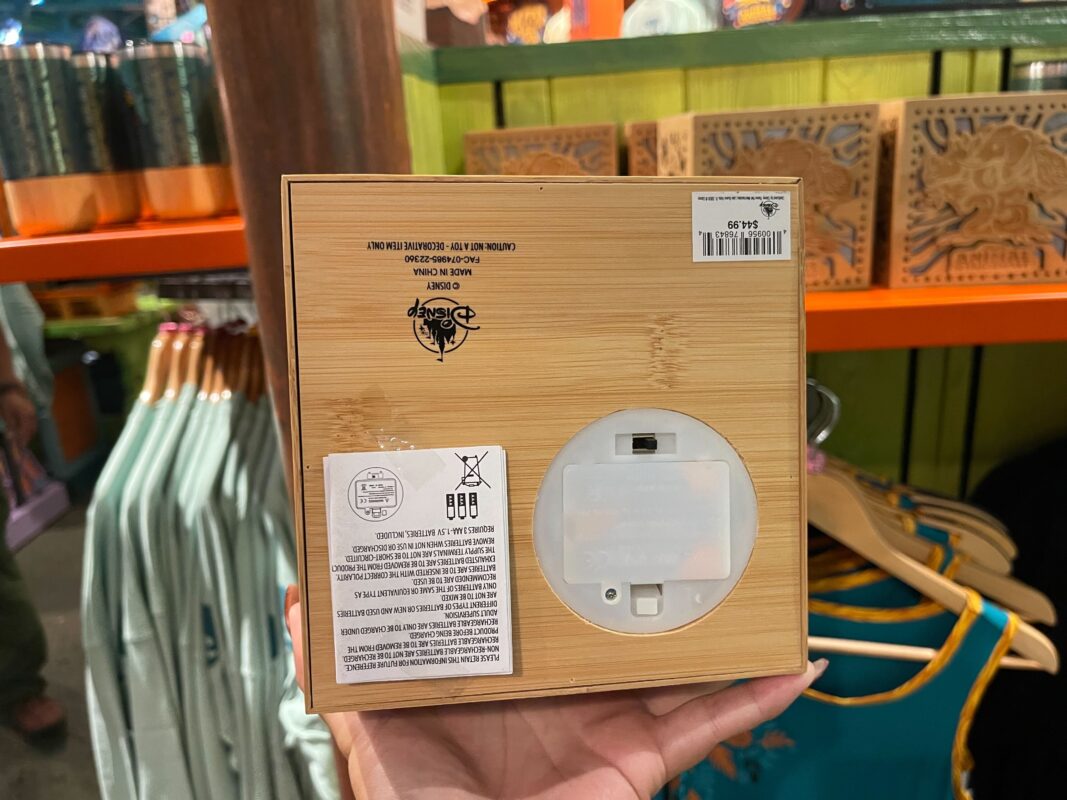 $44.99
4 00956 76843 4
DISNEY
© DISNEY
MADE IN CHINA
FAC-074985-22360
CAUTION: NOT A TOY - DECORATIVE ITEM ONLY
PLEASE RETAIN THIS INFORMATION FOR FUTURE REFERENCE.
NON-RECHARGEABLE BATTERIES ARE NOT TO BE RECHARGED.
RECHARGEABLE BATTERIES ARE TO BE REMOVED FROM THE
PRODUCT BEFORE BEING CHARGED.
RECHARGEABLE BATTERIES ARE ONLY TO BE CHARGED UNDER
ADULT SUPERVISION.
DIFFERENT TYPES OF BATTERIES OR NEW AND USED BATTERIES
ARE NOT TO BE MIXED.
ONLY BATTERIES OF THE SAME OR EQUIVALENT TYPE AS
RECOMMENDED ARE TO BE USED.
BATTERIES ARE TO BE INSERTED WITH THE CORRECT POLARITY.
EXHAUSTED BATTERIES ARE TO BE REMOVED FROM THE PRODUCT
THE SUPPLY TERMINALS ARE NOT TO BE SHORT-CIRCUITED.
REMOVE BATTERIES WHEN NOT IN USE OR DISCHARGED.
REQUIRES 3 AAA- 1.5V BATTERIES, INCLUDED.
ANIMAL